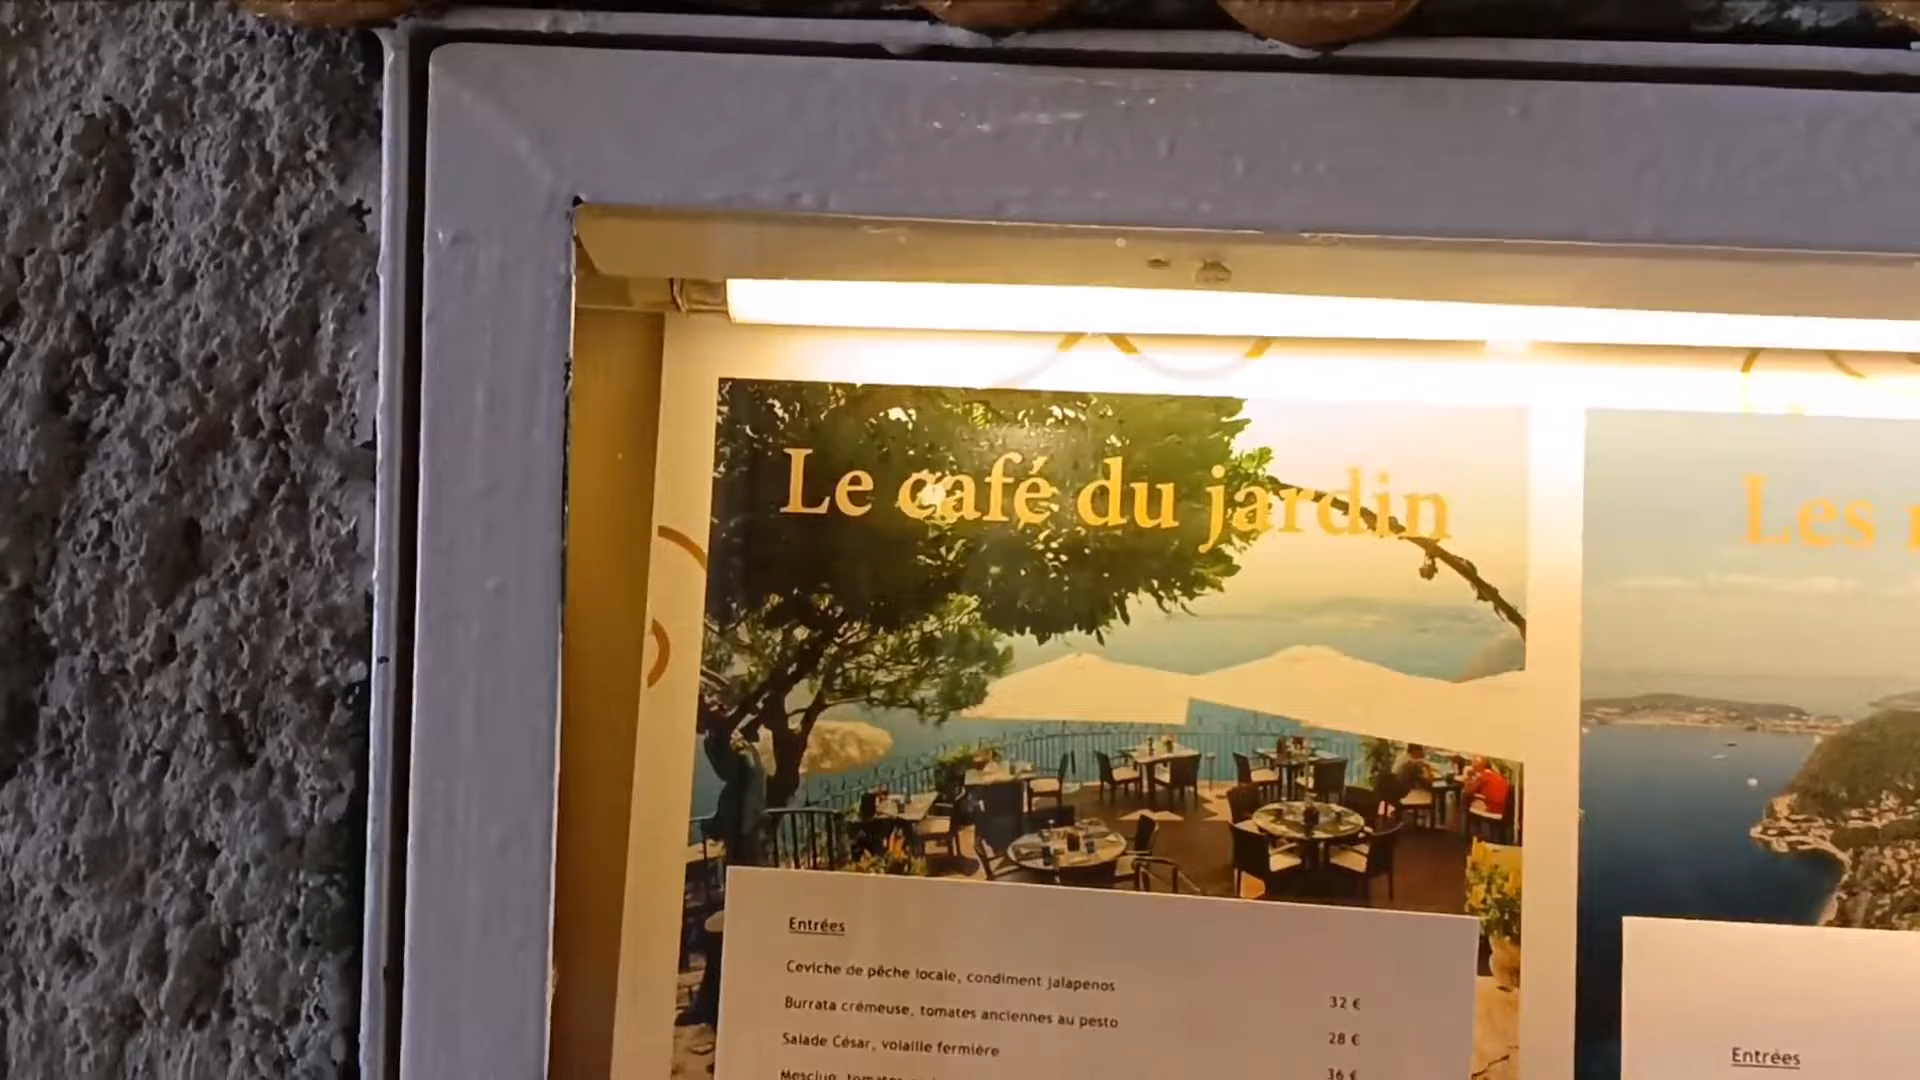 Le café du jardin
Les
Entrées
Ceviche de pêche locale, condiment jalapenos
32 €
Burrata crémeuse, tomates anciennes au pesto
28 €
Salade César, volaille fermière
36 €
Mesclun, tomates
Entrées